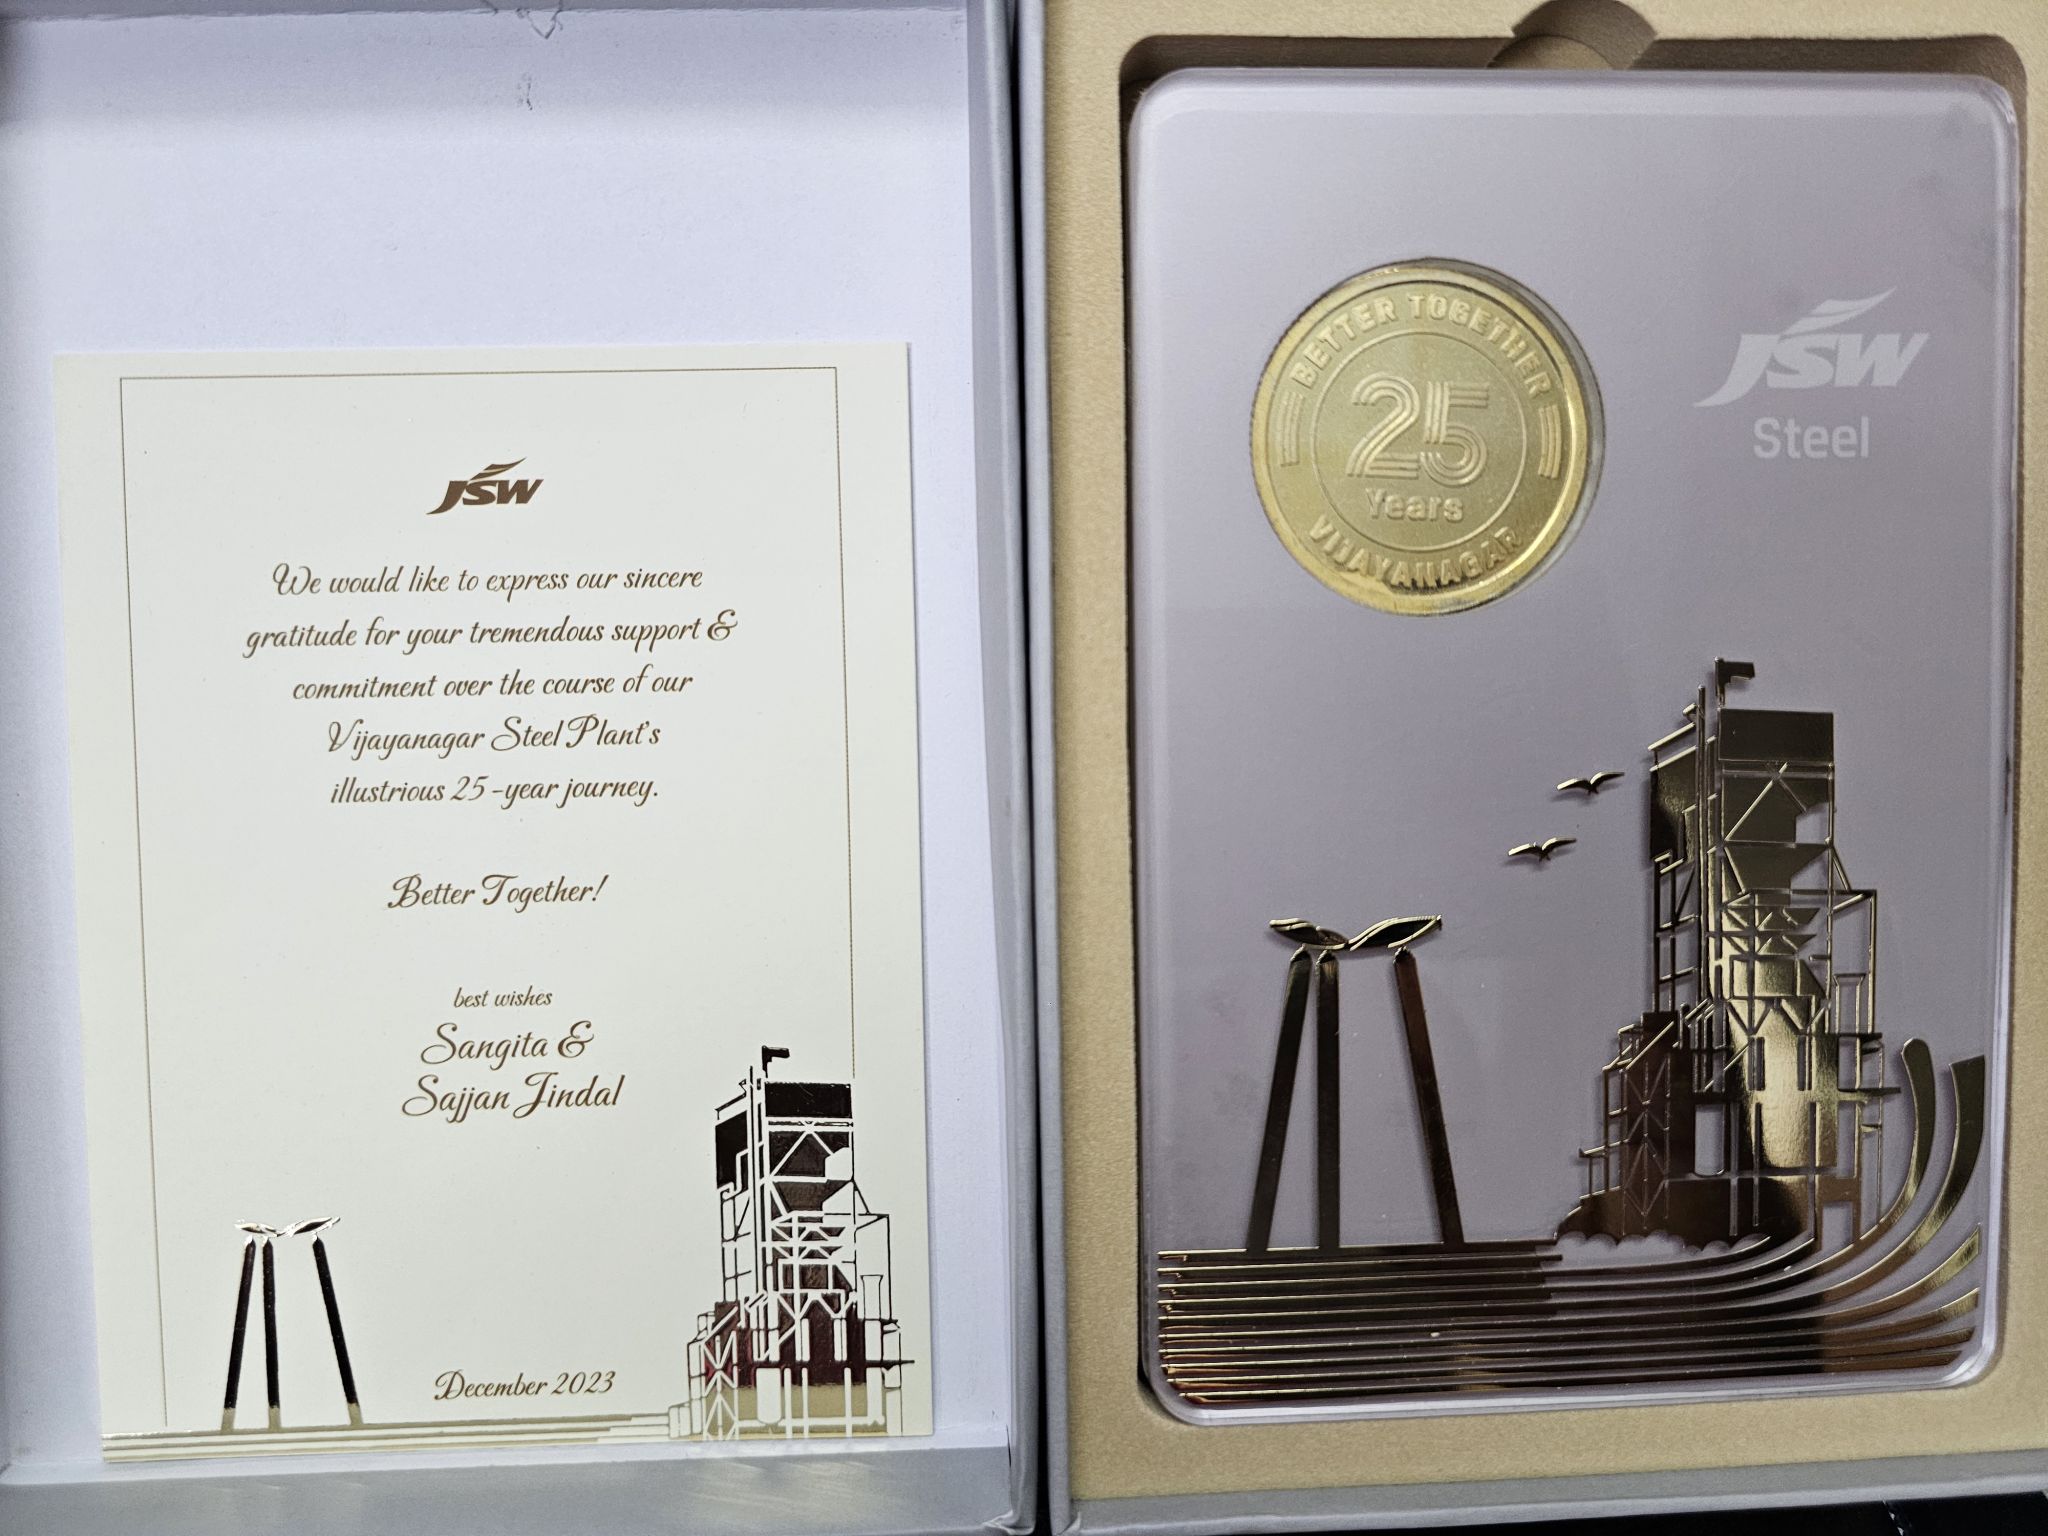 JSW
We would like to express our sincere
gratitude for your tremendous support &
commitment over the course of our
Vijayanagar Steel Plant's
illustrious 25-year journey.
Better Together!
best wishes
Sangita &
Sajjan Jindal
December 2023
BETTER TOGETHER
25
Years
VIJAYANAGAR
JSW
Steel